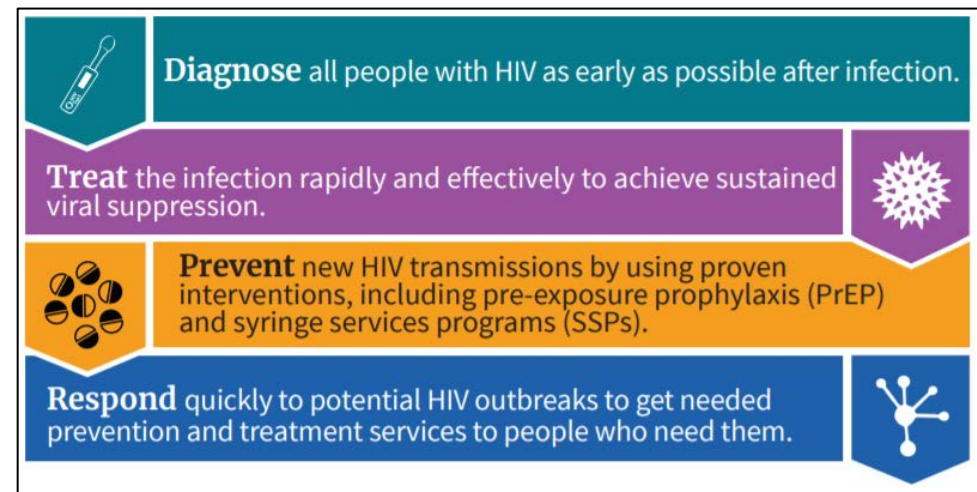 Diagnose all people with HIV as early as possible after infection.
Treat the infection rapidly and effectively to achieve sustained
viral suppression.
Prevent new HIV transmissions by using proven
interventions, including pre-exposure prophylaxis (PrEP)
and syringe services programs (SSPs).
Respond quickly to potential HIV outbreaks to get needed
prevention and treatment services to people who need them.